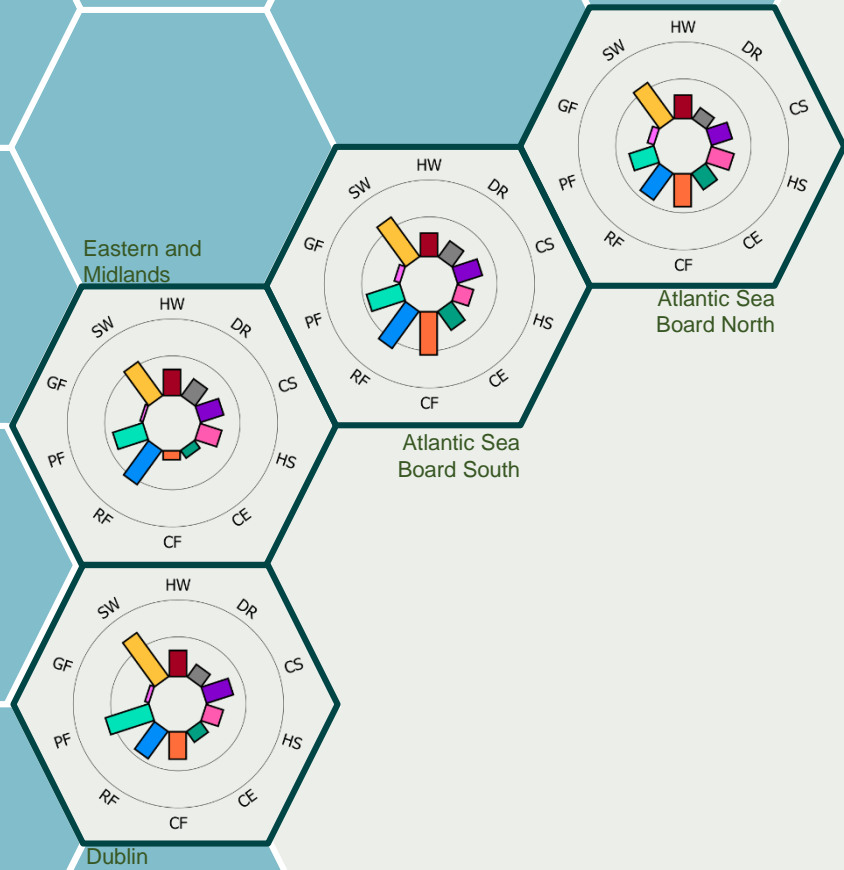 HW
SW
DR
GF
CS
PF
HS
RF
CE
CF
Atlantic Sea
Board North
HW
SW
DR
GF
CS
PF
HS
RF
CE
CF
Atlantic Sea
Board South
Eastern and
Midlands
HW
SW
DR
GF
CS
PF
HS
RF
CE
CF
HW
SW
DR
GF
CS
PF
HS
RF
CE
CF
Dublin